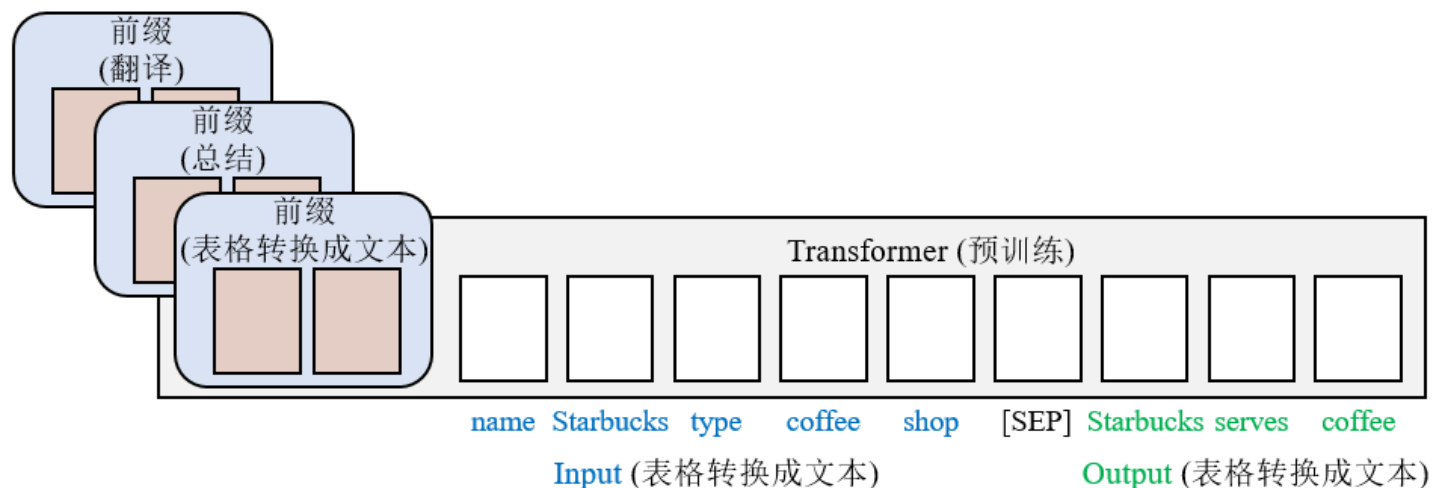 前缀
(翻译)
前缀
(总结)
前缀
(表格转换成文本)
Transformer (预训练)
name Starbucks type coffee shop [SEP] Starbucks serves coffee
Input (表格转换成文本) Output (表格转换成文本)